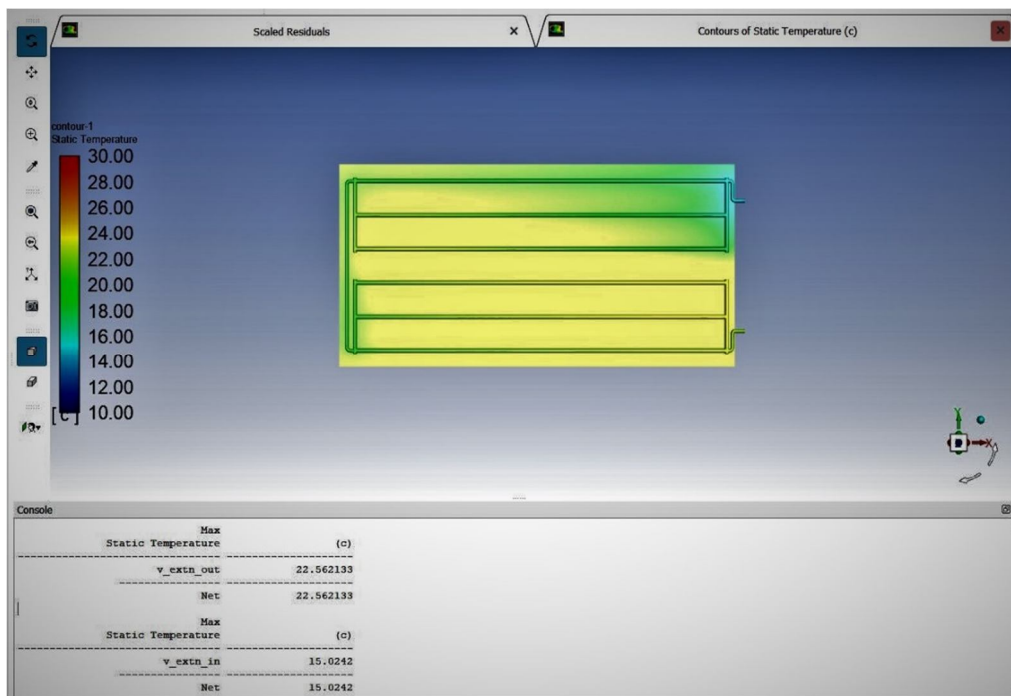 Scaled Residuals
Contours of Static Temperature (c)
contour-1
Static Temperature
30.00
28.00
26.00
24.00
22.00
20.00
18.00
16.00
14.00
12.00
10.00
[ C ]
Y
X
Console
Max
Static Temperature (c)
v_extn_out 22.562133
Net 22.562133
Max
Static Temperature (c)
v_extn_in 15.0242
Net 15.0242